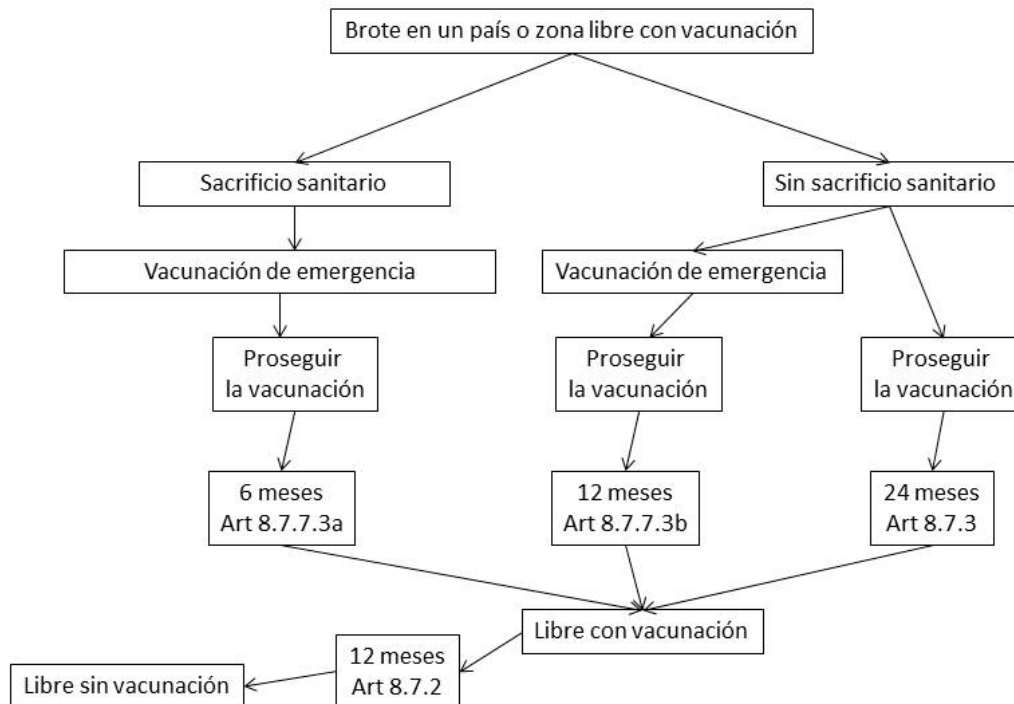 Brote en un país o zona libre con vacunación
Sacrificio sanitario
Sin sacrificio sanitario
Vacunación de emergencia
Vacunación de emergencia
Proseguir
la vacunación
Proseguir
la vacunación
Proseguir
la vacunación
6 meses
Art 8.7.7.3a
12 meses
Art 8.7.7.3b
24 meses
Art 8.7.3
Libre con vacunación
12 meses
Art 8.7.2
Libre sin vacunación